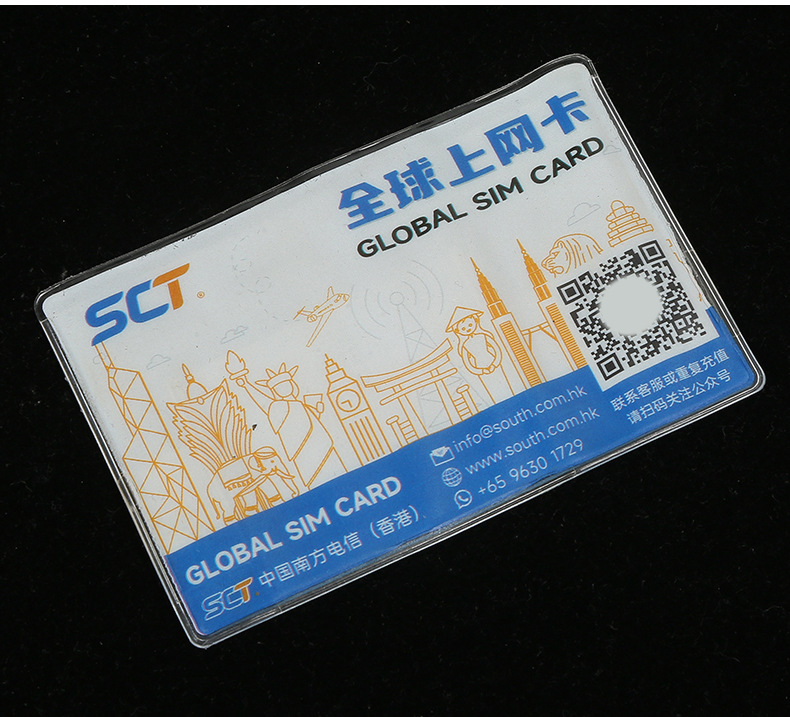 全球上网卡
GLOBAL SIM CARD
SCT®
info@south.com.hk
www.south.com.hk
+65 9630 1729
联系客服或重复充值
请扫码关注公众号
GLOBAL SIM CARD
SCT® 中国南方电信（香港）